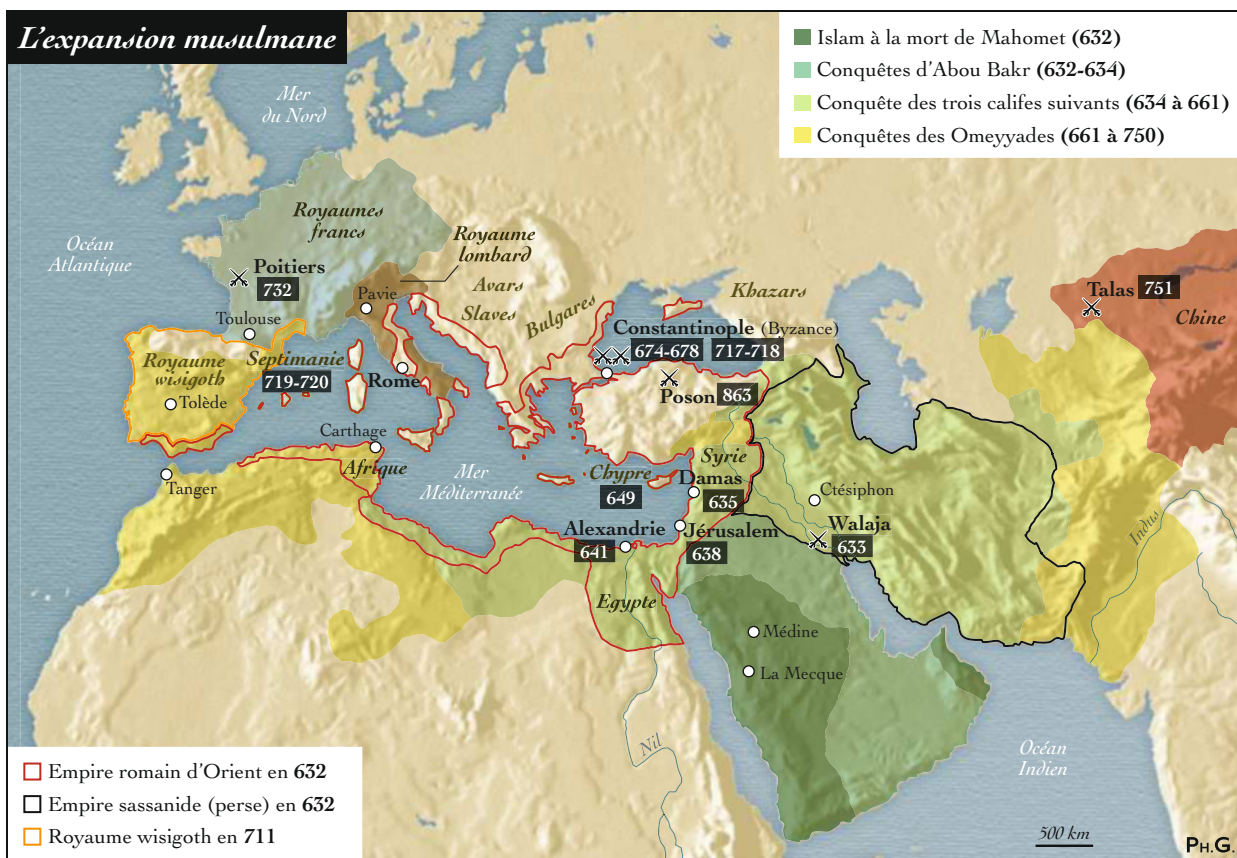 L'expansion musulmane
Islam à la mort de Mahomet (632)
Conquêtes d'Abou Bakr (632-634)
Conquête des trois califes suivants (634 à 661)
Conquêtes des Omeyyades (661 à 750)
Mer
du Nord
Océan
Atlantique
Royaumes
francs
Royaume
lombard
Poitiers
732
Pavie
Avars
Slaves
Bulgares
Khazars
Talas 751
Chine
Toulouse
Constantinople (Byzance)
674-678 717-718
Royaume
wisigoth
Septimanie
719-720
Rome
Poson 863
Tolède
Carthage
Afrique
Tanger
Mer
Méditerranée
Chypre
649
Syrie
Damas
635
Ctésiphon
Walaja
633
Indus
Alexandrie
641
Jérusalem
638
Egypte
Médine
La Mecque
Nil
Océan
Indien
Empire romain d'Orient en 632
Empire sassanide (perse) en 632
Royaume wisigoth en 711
500 km
PH.G.